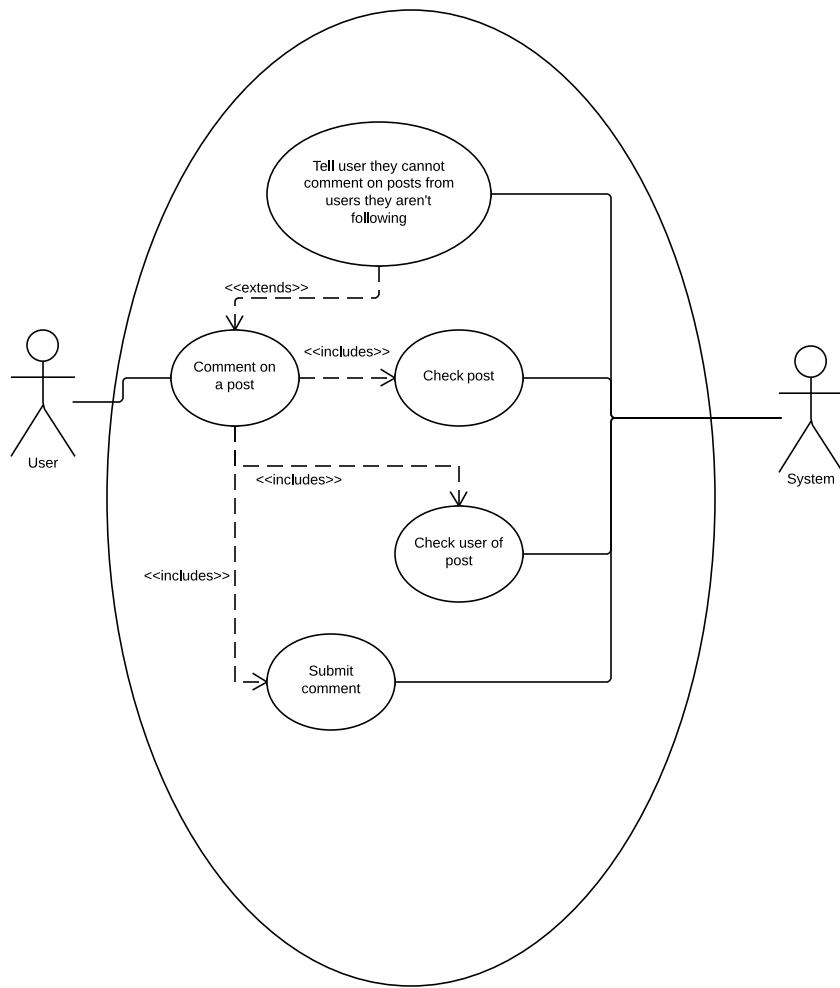 Tell user they cannot
comment on posts from
users they aren't
following
<<extends>>
<<includes>>
Comment on
a post
Check post
User
System
<<includes>>
Check user of
post
<<includes>>
Submit
comment